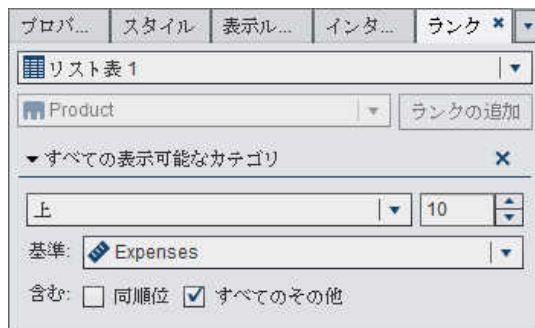 プロパ... スタイル 表示ル... インタ... ランク
リスト表 1
Product ランクの追加
すべての表示可能なカテゴリ
上 10
基準: Expenses
含む: 同順位 すべてのその他